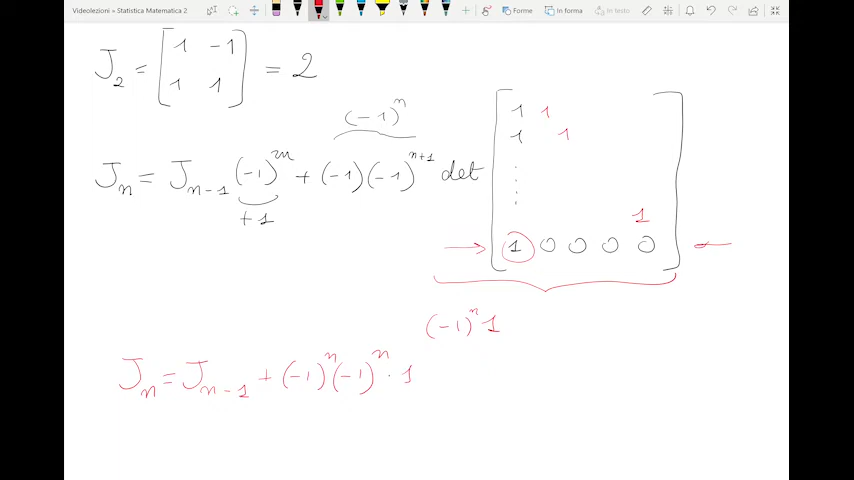 Videolezioni » Statistica Matematica 2 Forme In forma In testo
J₂ = [1 -1
1 1] = 2
(-1)ⁿ
Jₙ = Jₙ₋₁ (-1)²ⁿ + (-1)(-1)ⁿ⁺¹ det
+1
1 1
1 1
⋮
1
→ 1 0 0 0 0 ←
(-1)ⁿ 1
Jₙ = Jₙ₋₁ + (-1)ⁿ(-1)ⁿ · 1